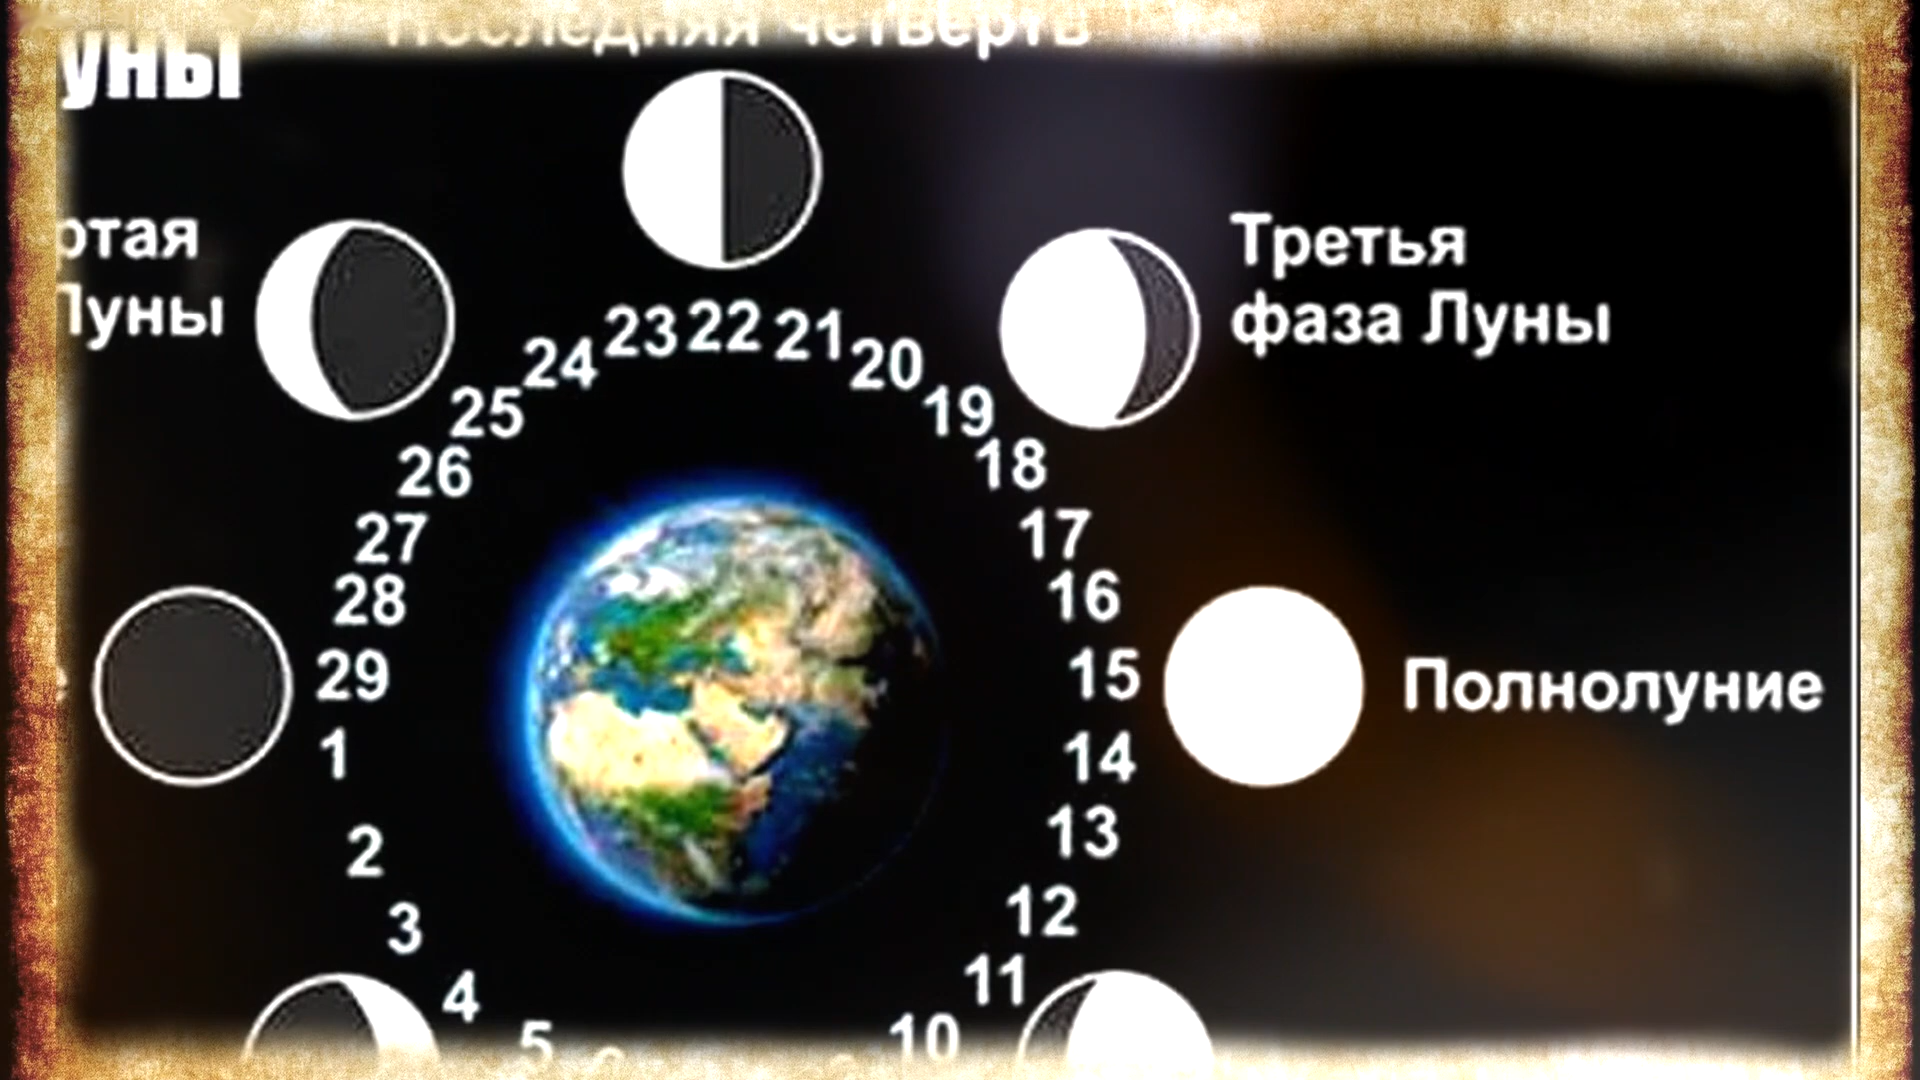 Последняя четверть
уны
ртая
Луны
Третья
фаза Луны
23 22 21
24 20
25 19
26 18
27 17
28 16
29 15
Полнолуние
1 14
2 13
3 12
4 11
5 10